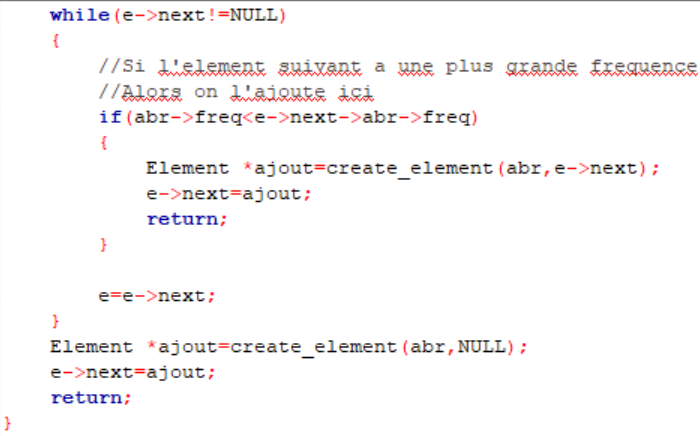 while(e->next!=NULL)
{
//Si l'element suivant a une plus grande frequence
//Alors on l'ajoute ici
if(abr->freq<e->next->abr->freq)
{
Element *ajout=create_element(abr,e->next);
e->next=ajout;
return;
}
e=e->next;
}
Element *ajout=create_element(abr,NULL);
e->next=ajout;
return;
}